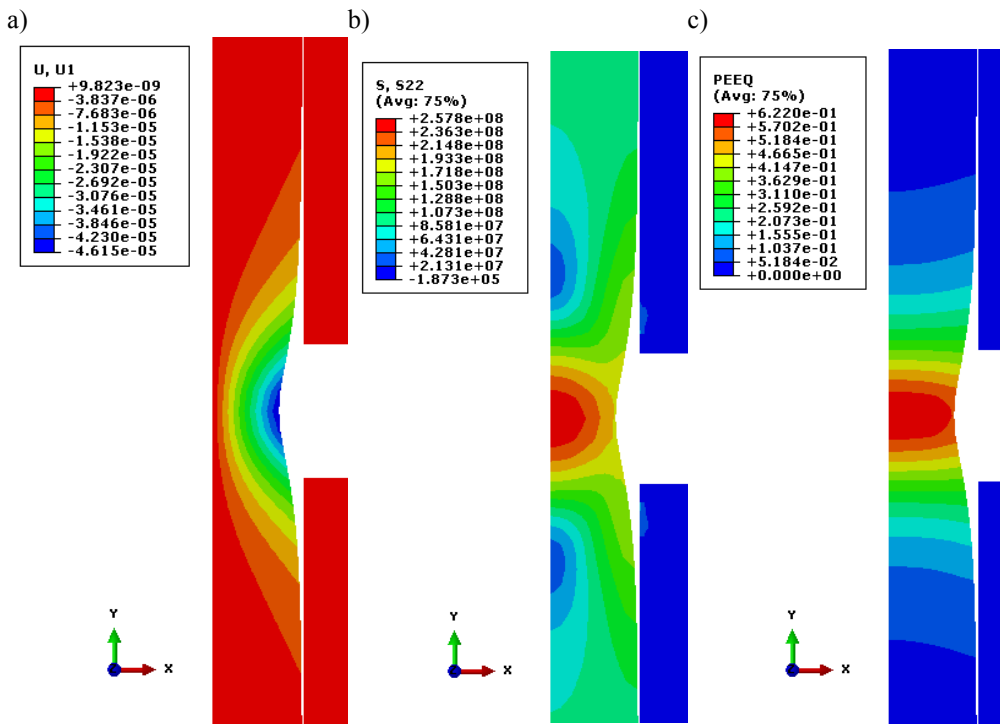 a)
U, U1
+9.823e-09
-3.837e-06
-7.683e-06
-1.153e-05
-1.538e-05
-1.922e-05
-2.307e-05
-2.692e-05
-3.076e-05
-3.461e-05
-3.846e-05
-4.230e-05
-4.615e-05
Y
X
b)
S, S22
(Avg: 75%)
+2.578e+08
+2.363e+08
+2.148e+08
+1.933e+08
+1.718e+08
+1.503e+08
+1.288e+08
+1.073e+08
+8.581e+07
+6.431e+07
+4.281e+07
+2.131e+07
-1.873e+05
Y
X
c)
PEEQ
(Avg: 75%)
+6.220e-01
+5.702e-01
+5.184e-01
+4.665e-01
+4.147e-01
+3.629e-01
+3.110e-01
+2.592e-01
+2.073e-01
+1.555e-01
+1.037e-01
+5.184e-02
+0.000e+00
Y
Z
X